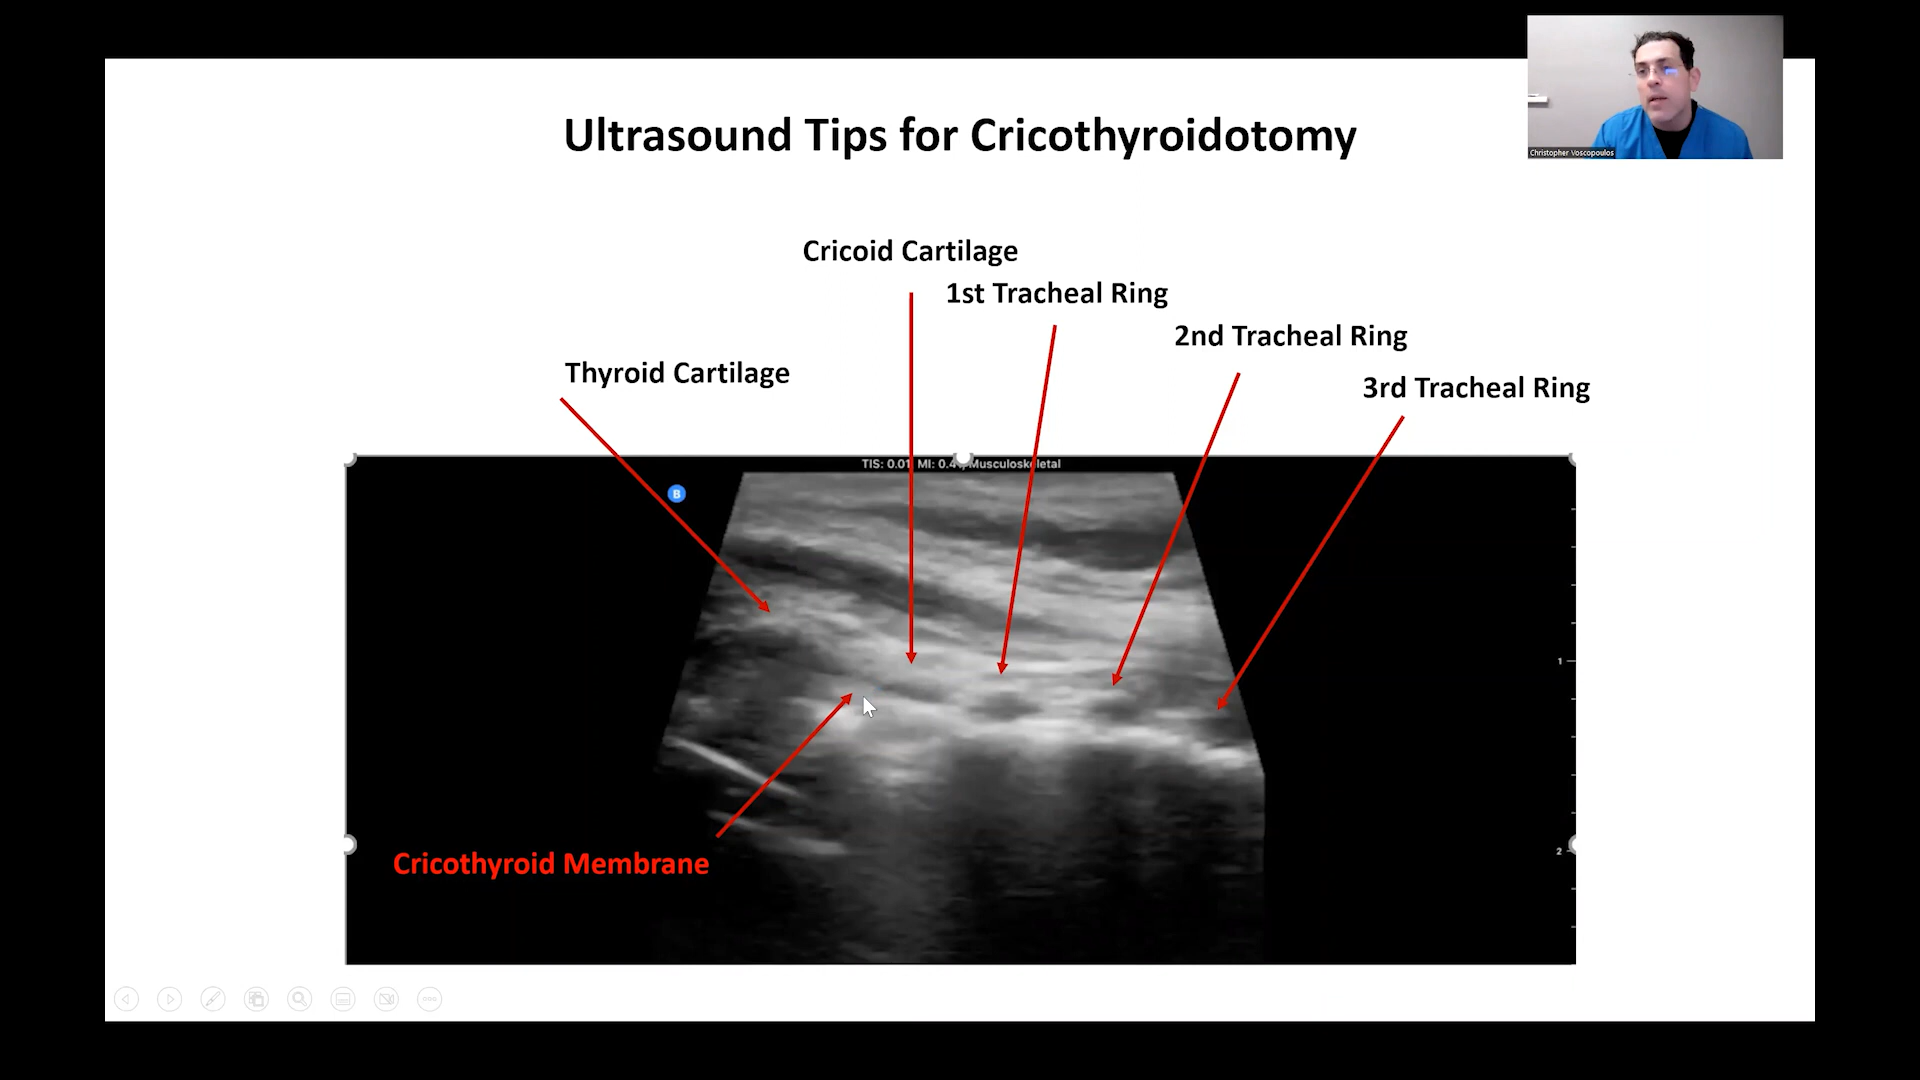 Christopher Voscopoulos
Ultrasound Tips for Cricothyroidotomy
Cricoid Cartilage
1st Tracheal Ring
2nd Tracheal Ring
Thyroid Cartilage
3rd Tracheal Ring
TIS: 0.01 MI: 0.4 Musculoskeletal
B
1
2
Cricothyroid Membrane